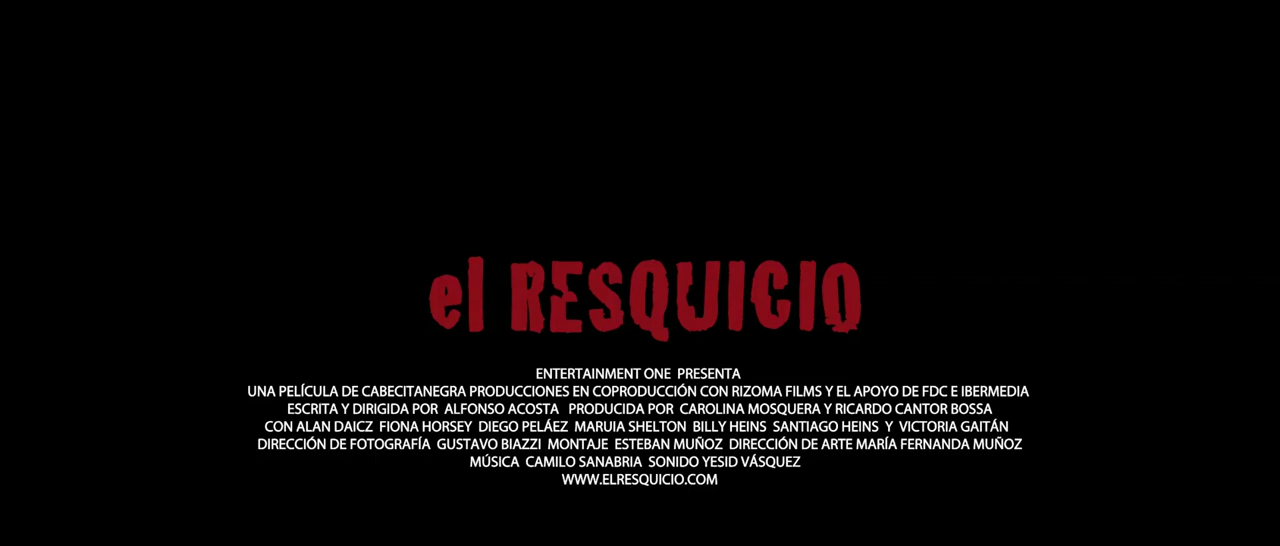 el RESQUICIO
ENTERTAINMENT ONE PRESENTA
UNA PELÍCULA DE CABECITANEGRA PRODUCCIONES EN COPRODUCCIÓN CON RIZOMA FILMS Y EL APOYO DE FDC E IBERMEDIA
ESCRITA Y DIRIGIDA POR ALFONSO ACOSTA PRODUCIDA POR CAROLINA MOSQUERA Y RICARDO CANTOR BOSSA
CON ALAN DAICZ FIONA HORSEY DIEGO PELÁEZ MARUIA SHELTON BILLY HEINS SANTIAGO HEINS Y VICTORIA GAITÁN
DIRECCIÓN DE FOTOGRAFÍA GUSTAVO BIAZZI MONTAJE ESTEBAN MUÑOZ DIRECCIÓN DE ARTE MARÍA FERNANDA MUÑOZ
MÚSICA CAMILO SANABRIA SONIDO YESID VÁSQUEZ
WWW.ELRESQUICIO.COM